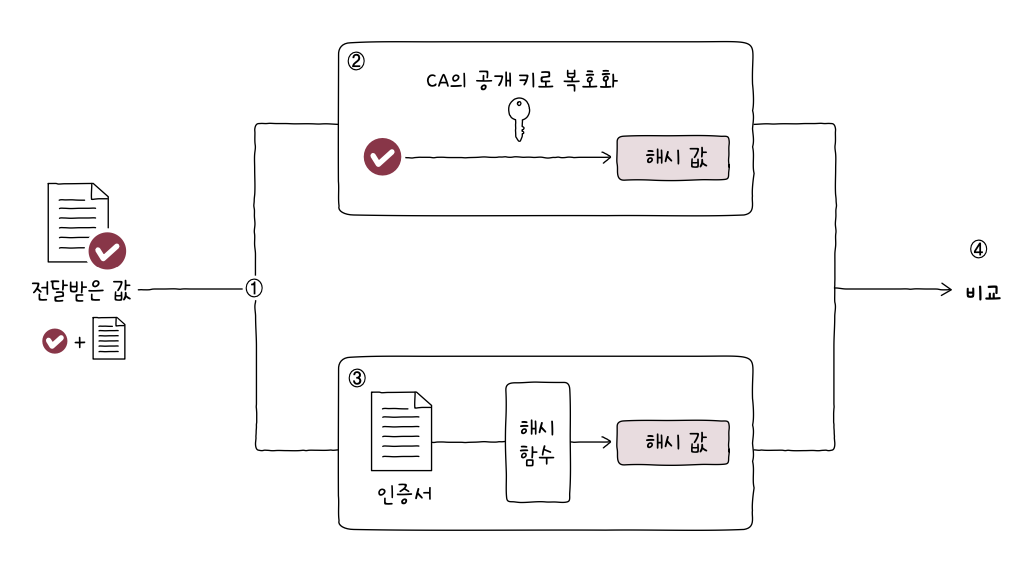 ②
CA의 공개 키로 복호화
해시 값
전달받은 값
+
①
③
인증서
해시
함수
해시 값
④
비교